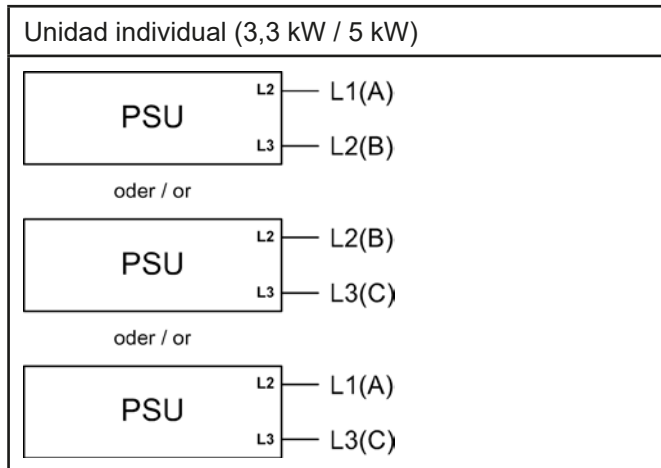 Unidad individual (3,3 kW / 5 kW)
L2 L1(A)
PSU
L3 L2(B)
oder / or
L2 L2(B)
PSU
L3 L3(C)
oder / or
L2 L1(A)
PSU
L3 L3(C)